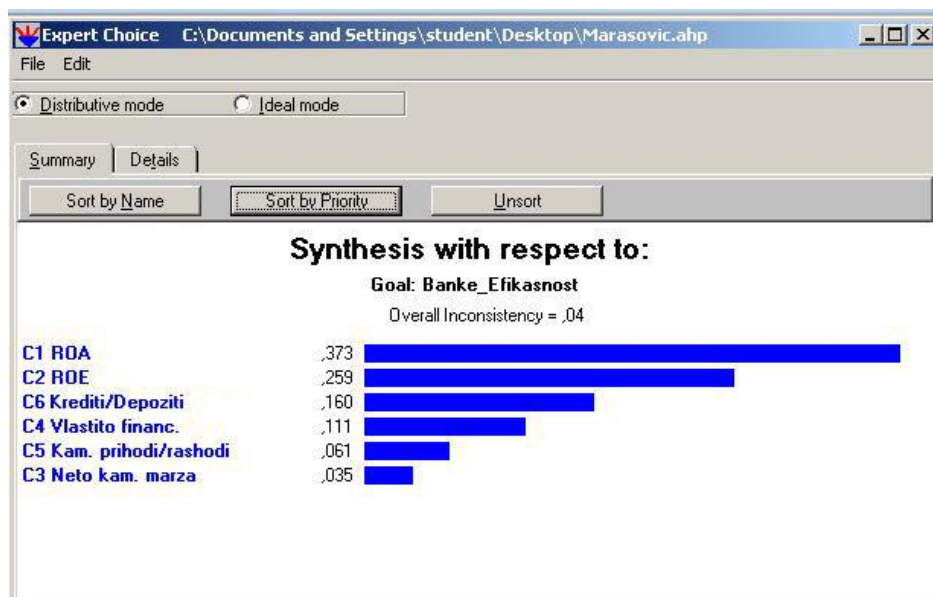 Expert Choice C:\Documents and Settings\student\Desktop\Marasovic.ahp
File Edit
Distributive mode Ideal mode
Summary Details
Sort by Name Sort by Priority Unsort
Synthesis with respect to:
Goal: Banke_Efikasnost
Overall Inconsistency = ,04
C1 ROA ,373
C2 ROE ,259
C6 Krediti/Depoziti ,160
C4 Vlastito financ. ,111
C5 Kam. prihodi/rashodi ,061
C3 Neto kam. marza ,035